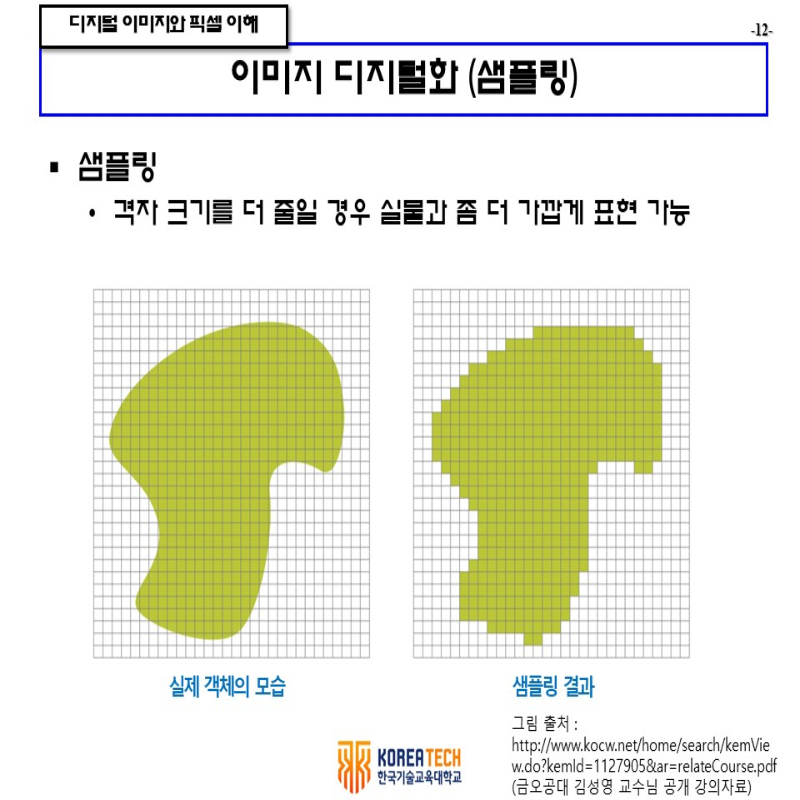 디지털 이미지와 픽셀 이해
-12-
이미지 디지털화 (샘플링)
▪ 샘플링
• 격자 크기를 더 줄일 경우 실물과 좀 더 가깝게 표현 가능
실제 객체의 모습
샘플링 결과
그림 출처 :
http://www.kocw.net/home/search/kemVie
w.do?kemId=1127905&ar=relateCourse.pdf
(금오공대 김성영 교수님 공개 강의자료)
KOREATECH
한국기술교육대학교